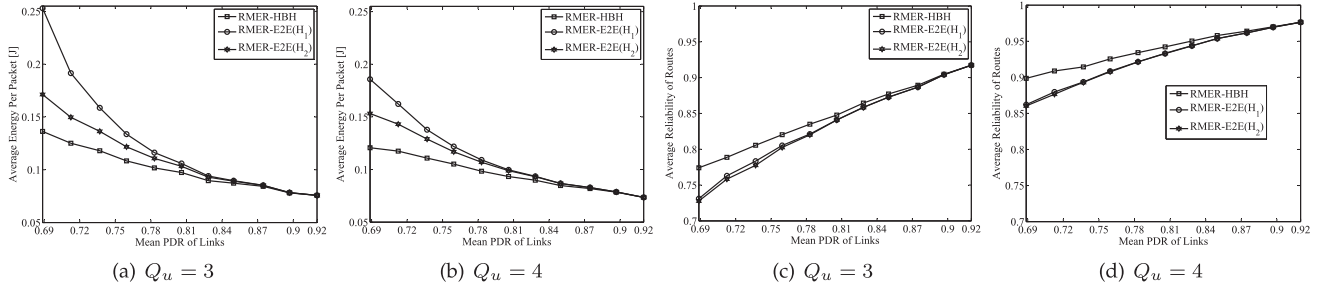 0.25
0.2
0.15
0.1
0.05
Average Energy Per Packet [J]
RMER-HBH
RMER-E2E(H1)
RMER-E2E(H2)
0.69 0.72 0.75 0.78 0.81 0.84 0.87 0.9 0.92
Mean PDR of Links
(a) Qu = 3
0.25
0.2
0.15
0.1
0.05
Average Energy Per Packet [J]
RMER-HBH
RMER-E2E(H1)
RMER-E2E(H2)
0.69 0.72 0.75 0.78 0.81 0.84 0.87 0.9 0.92
Mean PDR of Links
(b) Qu = 4
1
0.95
0.9
0.85
0.8
0.75
0.7
Average Reliability of Routes
RMER-HBH
RMER-E2E(H1)
RMER-E2E(H2)
0.69 0.72 0.75 0.78 0.81 0.84 0.87 0.9 0.92
Mean PDR of Links
(c) Qu = 3
1
0.95
0.9
0.85
0.8
0.75
0.7
Average Reliability of Routes
RMER-HBH
RMER-E2E(H1)
RMER-E2E(H2)
0.69 0.72 0.75 0.78 0.81 0.84 0.87 0.9 0.92
Mean PDR of Links
(d) Qu = 4